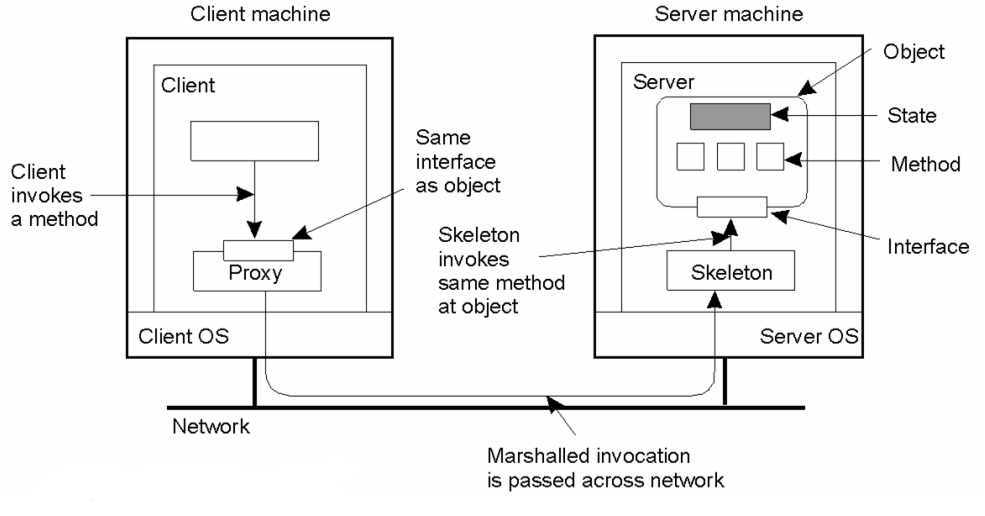 Client machine
Server machine
Client
Server
Object
State
Method
Interface
Client
invokes
a method
Same
interface
as object
Proxy
Skeleton
invokes
same method
at object
Skeleton
Client OS
Server OS
Network
Marshalled invocation
is passed across network